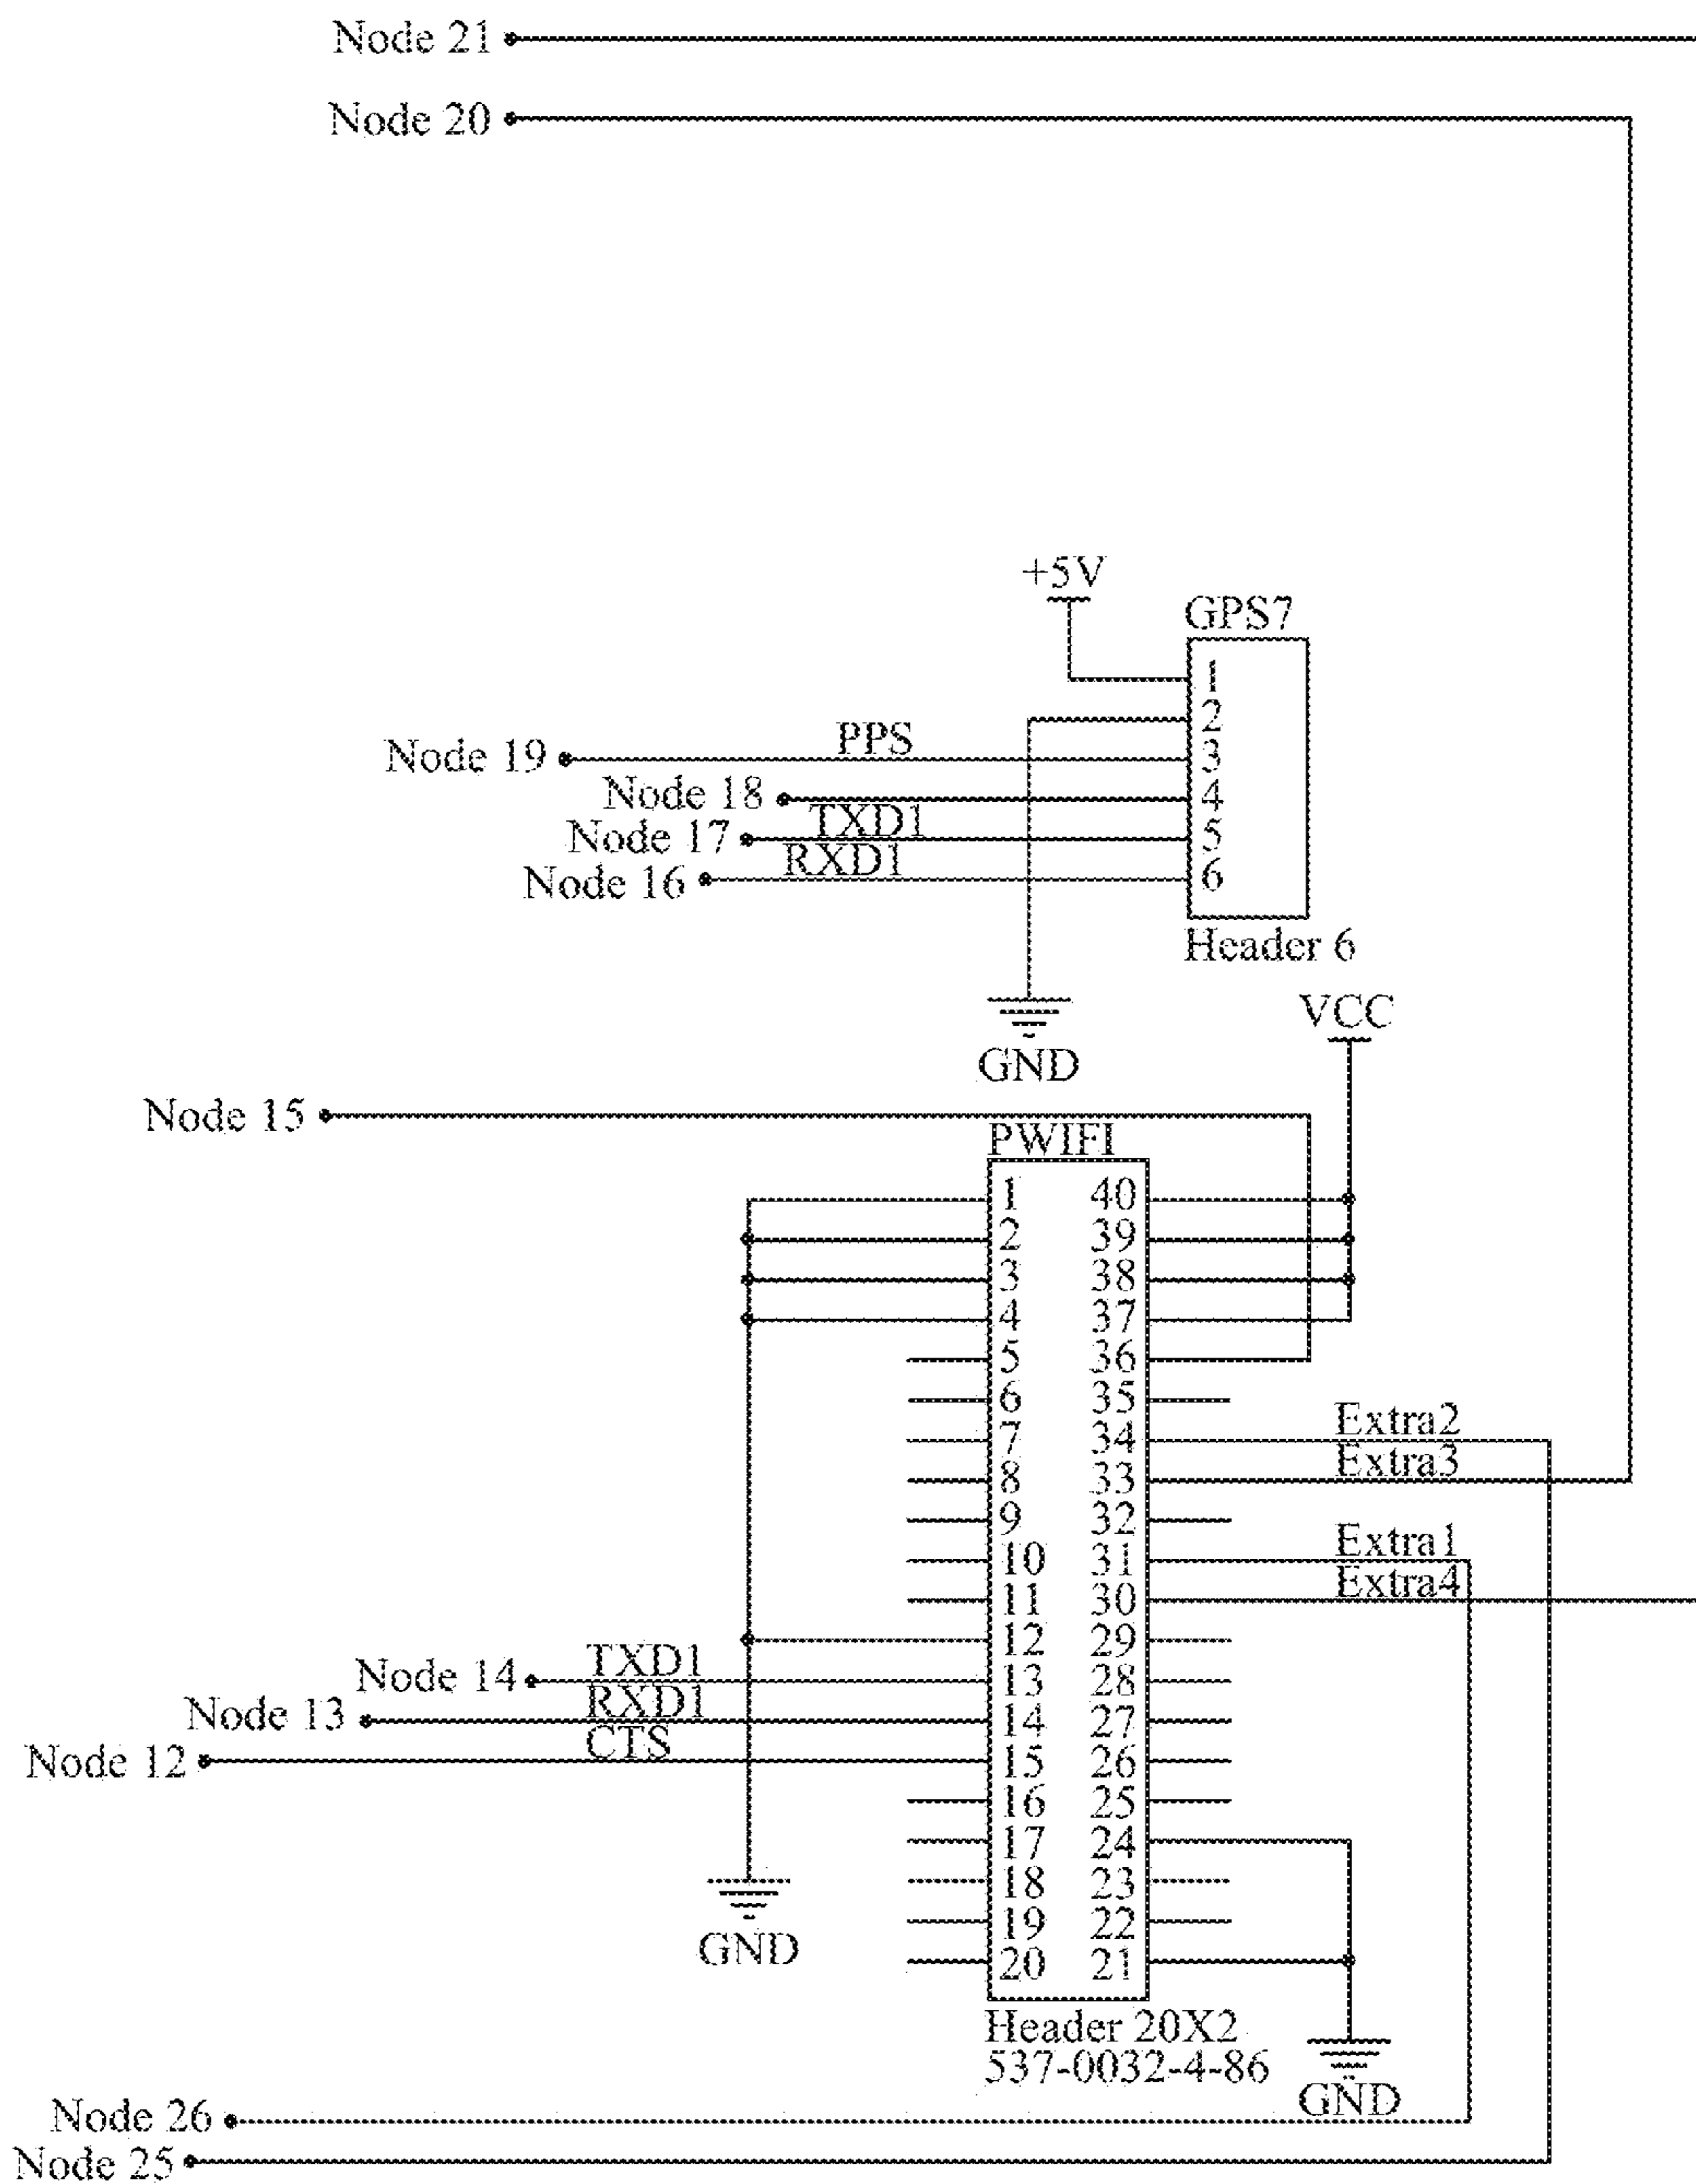 Node 21
Node 20
+5V
GPS7
1
2
PPS
Node 19
3
Node 18
4
TXD1
Node 17
5
RXD1
Node 16
6
Header 6
VCC
GND
Node 15
PWIFI
1 40
2 39
3 38
4 37
5 36
6 35
Extra2
7 34
Extra3
8 33
9 32
Extra1
10 31
Extra4
11 30
12 29
TXD1
Node 14
13 28
RXD1
Node 13
14 27
CTS
Node 12
15 26
16 25
17 24
18 23
19 22
GND
20 21
Header 20X2
537-0032-4-86
GND
Node 26
Node 25